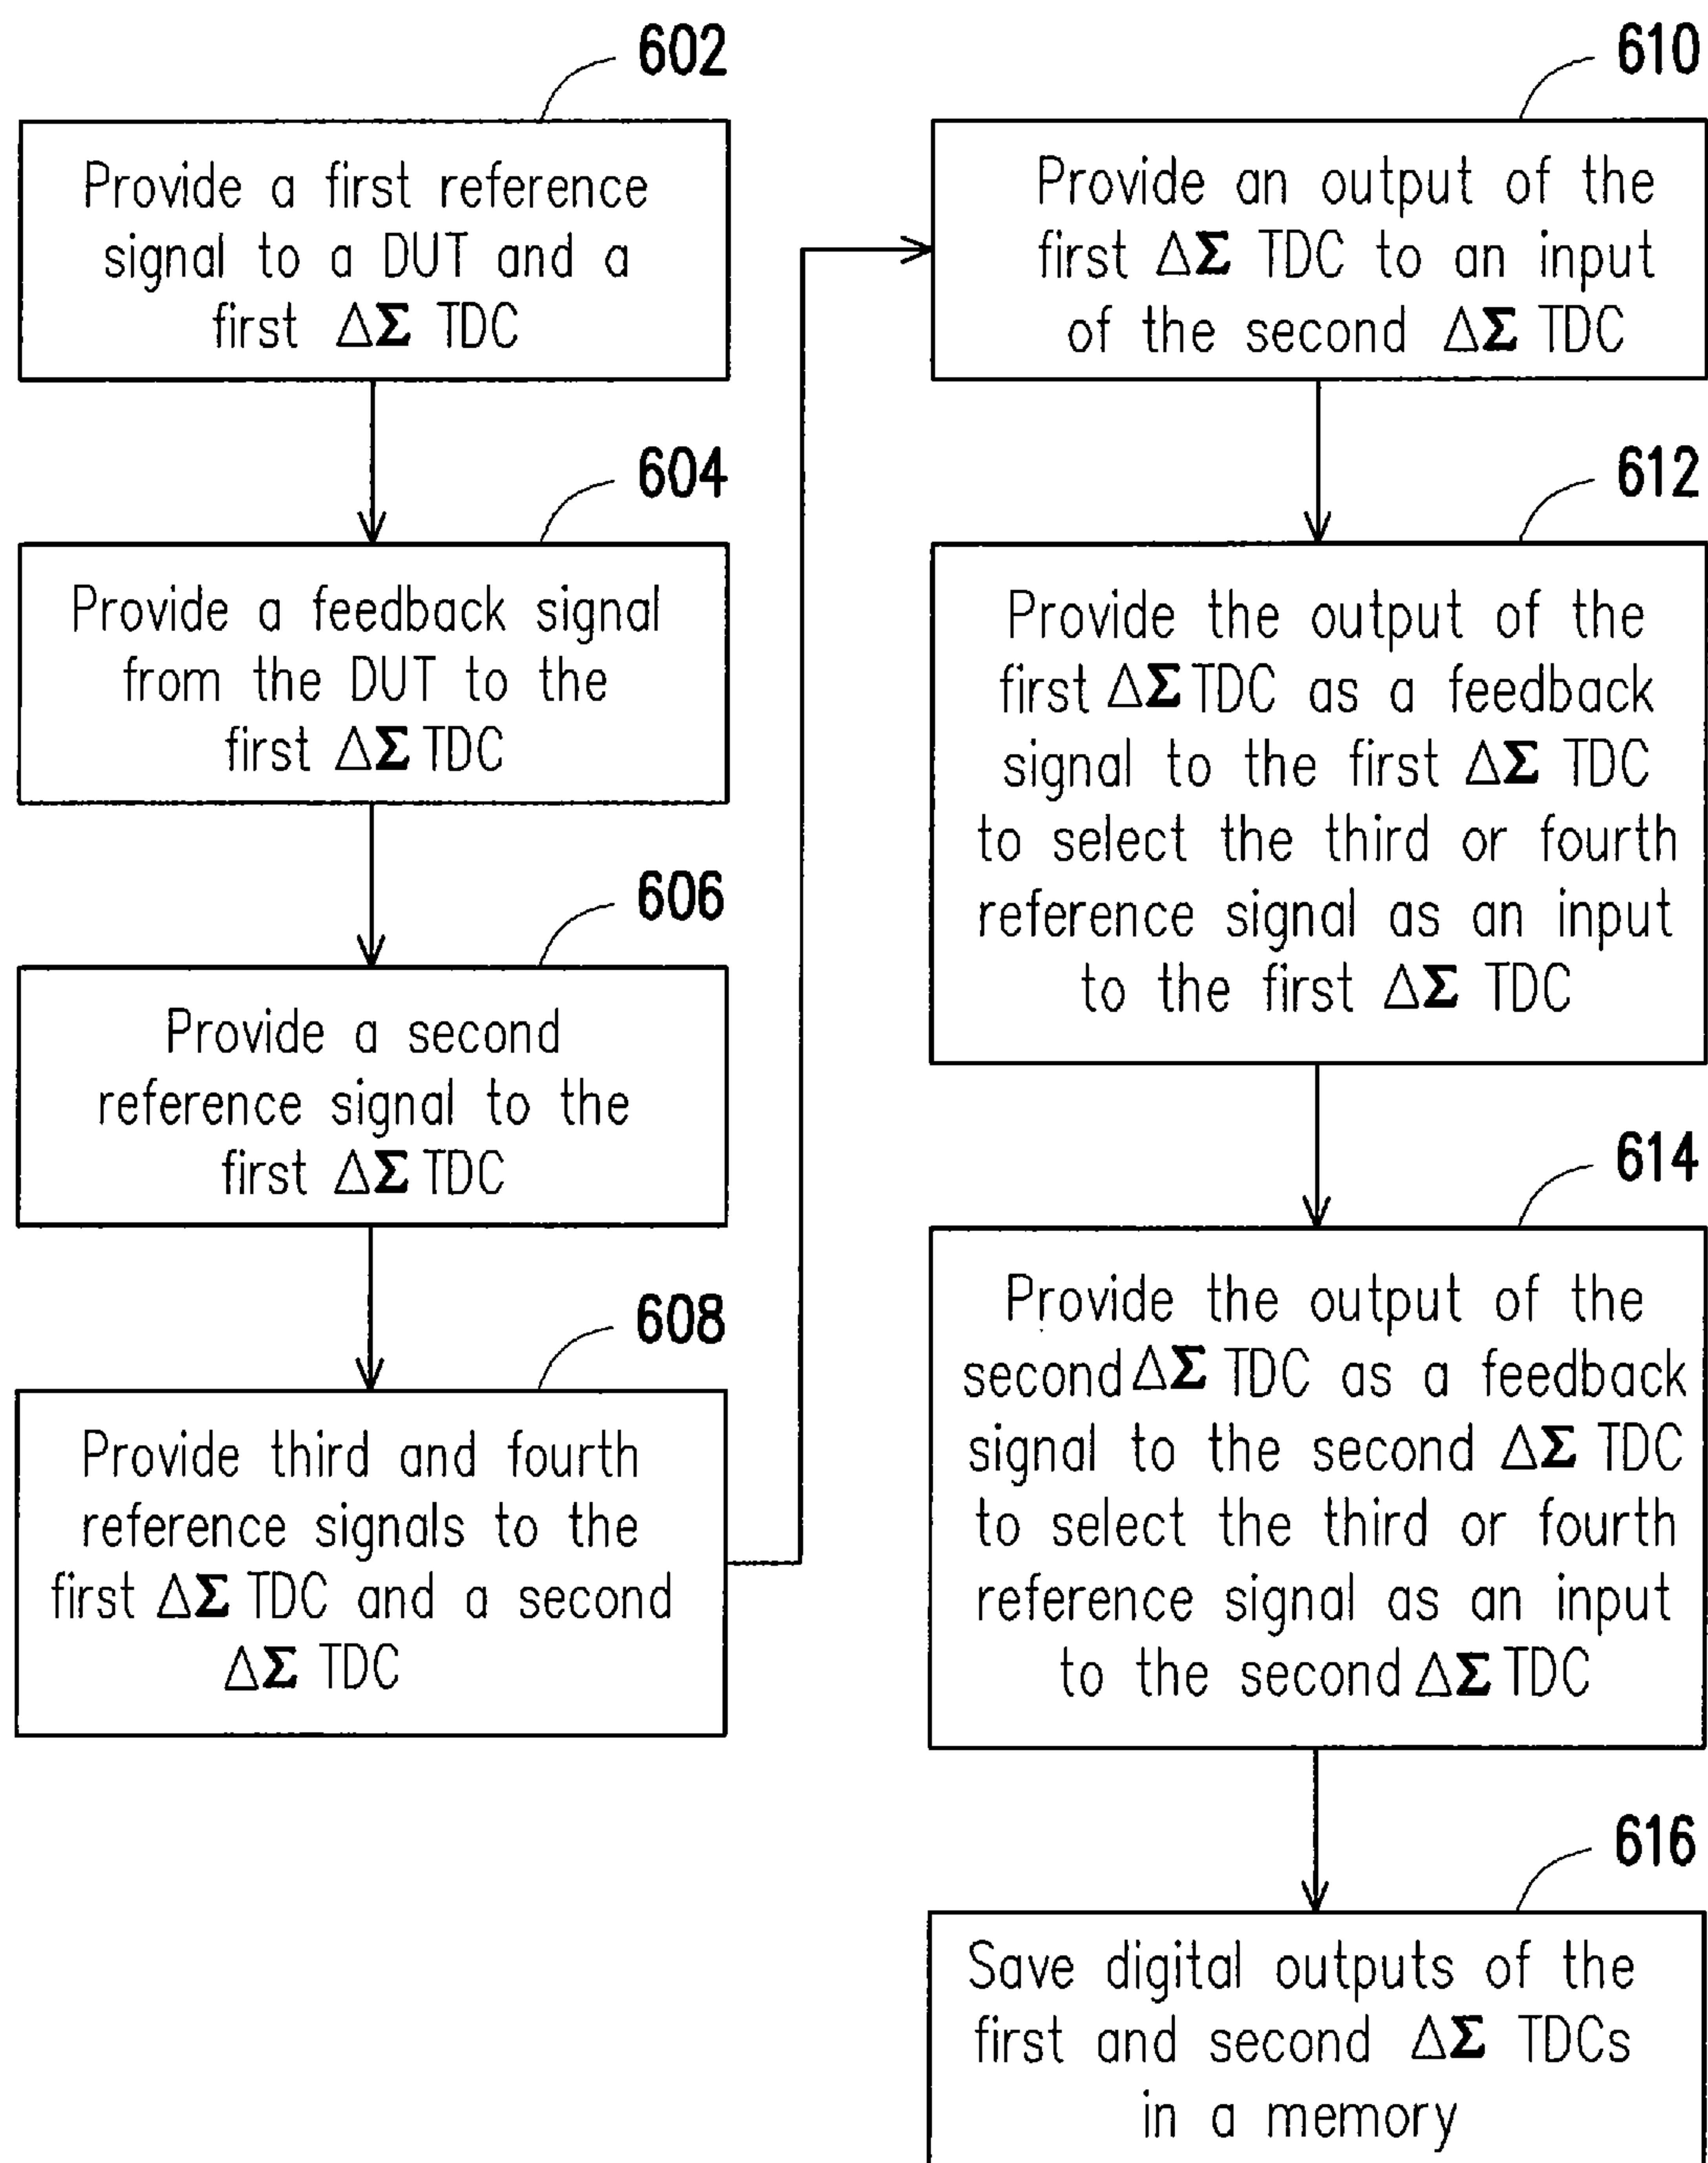 602
Provide a first reference
signal to a DUT and a
first ΔΣ TDC
604
Provide a feedback signal
from the DUT to the
first ΔΣ TDC
606
Provide a second
reference signal to the
first ΔΣ TDC
608
Provide third and fourth
reference signals to the
first ΔΣ TDC and a second
ΔΣ TDC
610
Provide an output of the
first ΔΣ TDC to an input
of the second ΔΣ TDC
612
Provide the output of the
first ΔΣ TDC as a feedback
signal to the first ΔΣ TDC
to select the third or fourth
reference signal as an input
to the first ΔΣ TDC
614
Provide the output of the
second ΔΣ TDC as a feedback
signal to the second ΔΣ TDC
to select the third or fourth
reference signal as an input
to the second ΔΣ TDC
616
Save digital outputs of the
first and second ΔΣ TDCs
in a memory